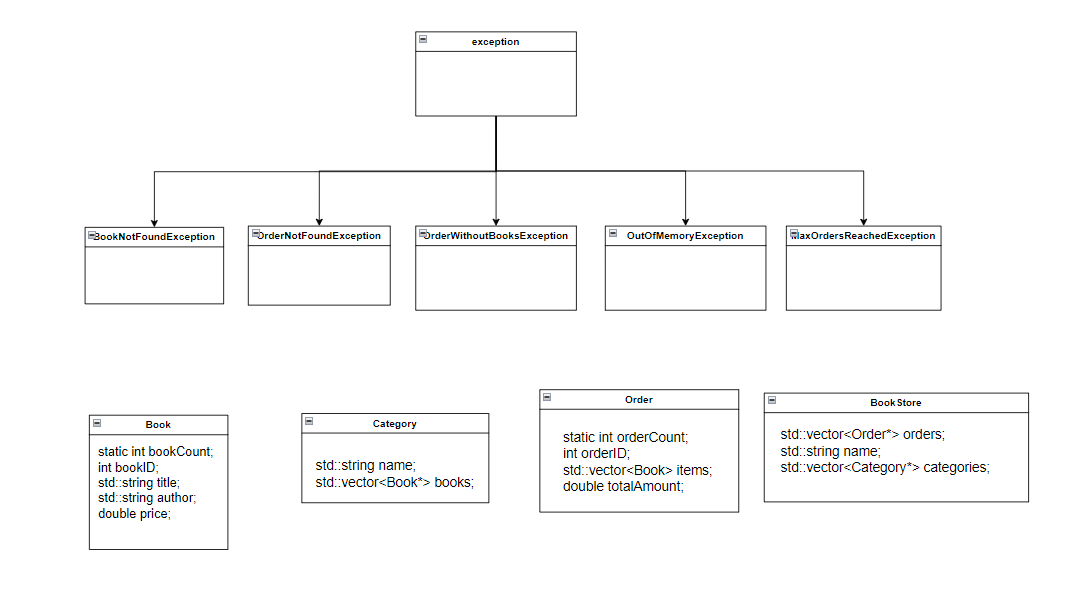 exception
BookNotFoundException
OrderNotFoundException
OrderWithoutBooksException
OutOfMemoryException
MaxOrdersReachedException
Book
static int bookCount;
int bookID;
std::string title;
std::string author;
double price;
Category
std::string name;
std::vector<Book*> books;
Order
static int orderCount;
int orderID;
std::vector<Book> items;
double totalAmount;
BookStore
std::vector<Order*> orders;
std::string name;
std::vector<Category*> categories;